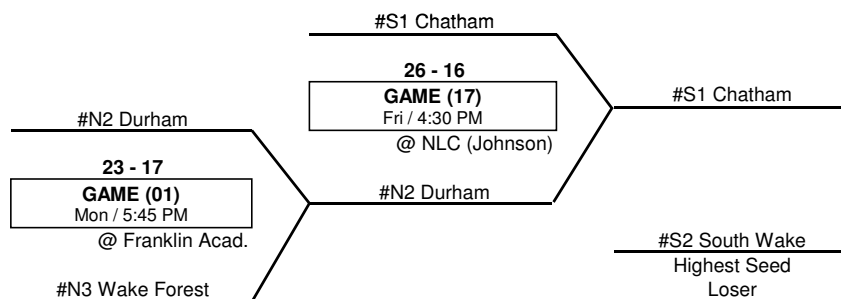 #S1 Chatham
26 - 16
GAME (17)
Fri / 4:30 PM
@ NLC (Johnson)
#S1 Chatham
#N2 Durham
23 - 17
GAME (01)
Mon / 5:45 PM
@ Franklin Acad.
#N2 Durham
#N3 Wake Forest
#S2 South Wake
Highest Seed
Loser